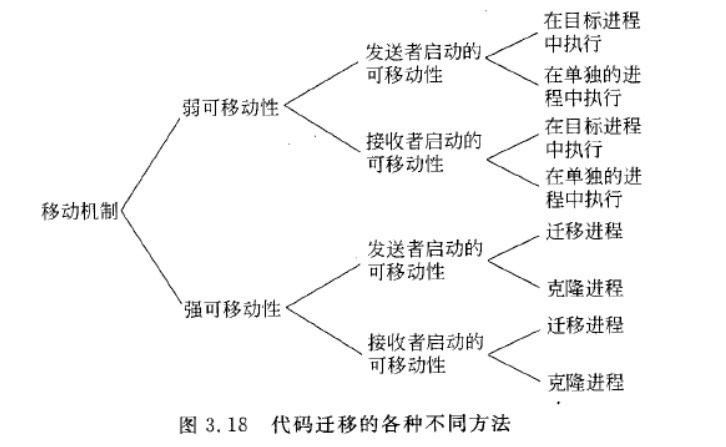 移动机制
弱可移动性
发送者启动的
可移动性
在目标进程
中执行
在单独的进
程中执行
接收者启动的
可移动性
在目标进程
中执行
在单独的进
程中执行
强可移动性
发送者启动的
可移动性
迁移进程
克隆进程
接收者启动的
可移动性
迁移进程
克隆进程
图 3.18 代码迁移的各种不同方法